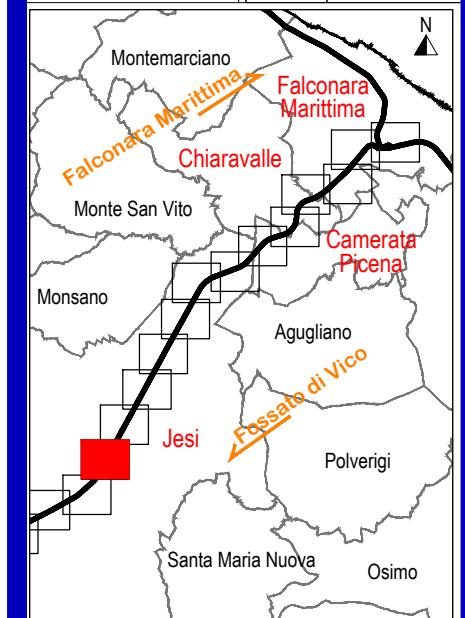 N
Montemarciano
Falconara Marittima
Falconara
Marittima
Chiaravalle
Monte San Vito
Camerata
Picena
Monsano
Agugliano
Fossato di Vico
Jesi
Polverigi
Santa Maria Nuova
Osimo